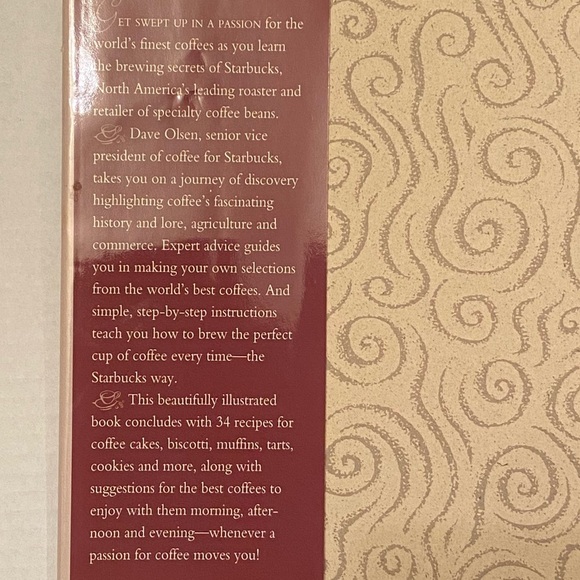 GET SWEPT UP IN A PASSION for the
world's finest coffees as you learn
the brewing secrets of Starbucks,
North America's leading roaster and
retailer of specialty coffee beans.
Dave Olsen, senior vice
president of coffee for Starbucks,
takes you on a journey of discovery
highlighting coffee's fascinating
history and lore, agriculture and
commerce. Expert advice guides
you in making your own selections
from the world's best coffees. And
simple, step-by-step instructions
teach you how to brew the perfect
cup of coffee every time—the
Starbucks way.
This beautifully illustrated
book concludes with 34 recipes for
coffee cakes, biscotti, muffins, tarts,
cookies and more, along with
suggestions for the best coffees to
enjoy with them morning, after-
noon and evening—whenever a
passion for coffee moves you!